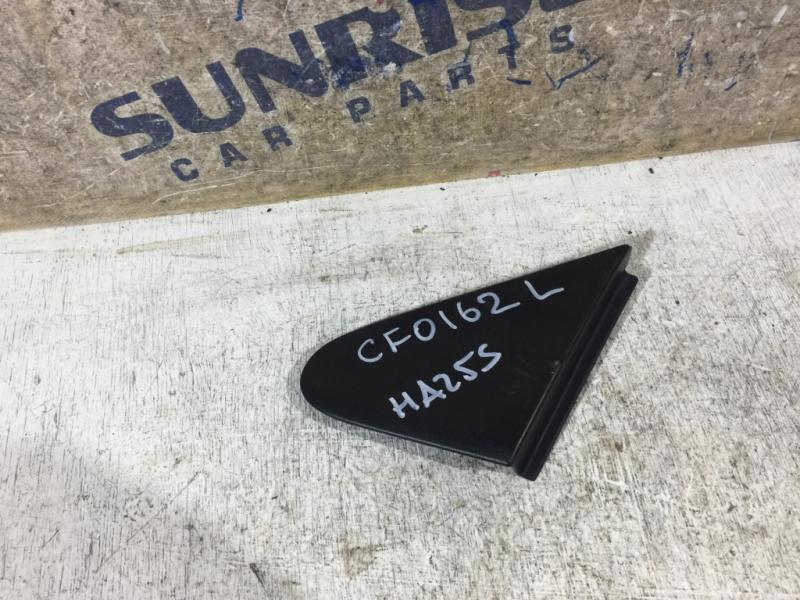 SUNRISE
CAR PARTS
CF0162 L
HA25S